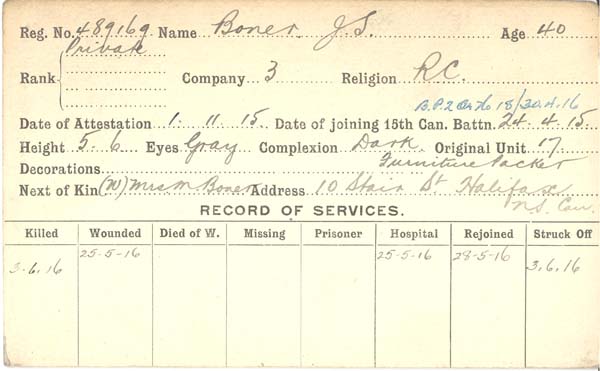 Reg. No. 489169 Name Boner J.S. Age 40
Rank Private Company 3 Religion R.C.
18/30.4.16
Date of Attestation 1. 11. 15. Date of joining 15th Can. Battn. 24. 4. 15.
Height 5. 6 Eyes Gray Complexion Dark Original Unit 17.
Decorations Furniture Packer
Next of Kin (W) Mrs M Boner Address 10 Stair St Halifax
N.S. Can.
RECORD OF SERVICES.
Killed Wounded Died of W. Missing Prisoner Hospital Rejoined Struck Off
25-5-16 25-5-16 28-5-16
3.6.16 3.6.16